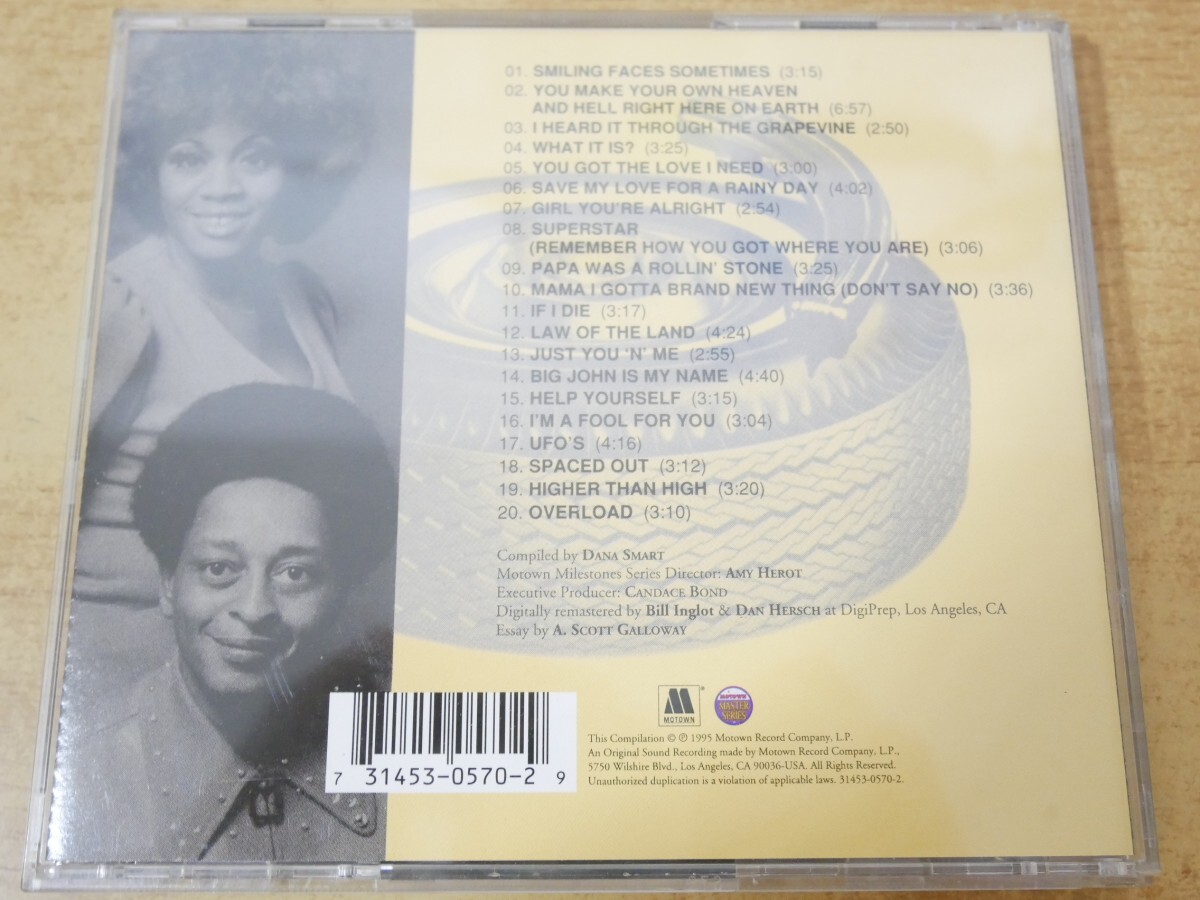 01. SMILING FACES SOMETIMES (3:15)
02. YOU MAKE YOUR OWN HEAVEN
AND HELL RIGHT HERE ON EARTH (6:57)
03. I HEARD IT THROUGH THE GRAPEVINE (2:50)
04. WHAT IT IS? (3:25)
05. YOU GOT THE LOVE I NEED (3:00)
06. SAVE MY LOVE FOR A RAINY DAY (4:02)
07. GIRL YOU'RE ALRIGHT (2:54)
08. SUPERSTAR
(REMEMBER HOW YOU GOT WHERE YOU ARE) (3:06)
09. PAPA WAS A ROLLIN' STONE (3:25)
10. MAMA I GOTTA BRAND NEW THING (DON'T SAY NO) (3:36)
11. IF I DIE (3:17)
12. LAW OF THE LAND (4:24)
13. JUST YOU 'N' ME (2:55)
14. BIG JOHN IS MY NAME (4:40)
15. HELP YOURSELF (3:15)
16. I'M A FOOL FOR YOU (3:04)
17. UFO'S (4:16)
18. SPACED OUT (3:12)
19. HIGHER THAN HIGH (3:20)
20. OVERLOAD (3:10)
Compiled by DANA SMART
Motown Milestones Series Director: AMY HEROT
Executive Producer: CANDACE BOND
Digitally remastered by Bill Inglot & DAN HERSCH at DigiPrep, Los Angeles, CA
Essay by A. SCOTT GALLOWAY
MOTOWN
MOTOWN
MASTER
SERIES
This Compilation © ℗ 1995 Motown Record Company, L.P.
An Original Sound Recording made by Motown Record Company, L.P.,
5750 Wilshire Blvd., Los Angeles, CA 90036-USA. All Rights Reserved.
Unauthorized duplication is a violation of applicable laws. 31453-0570-2.
7 31453-0570-2 9